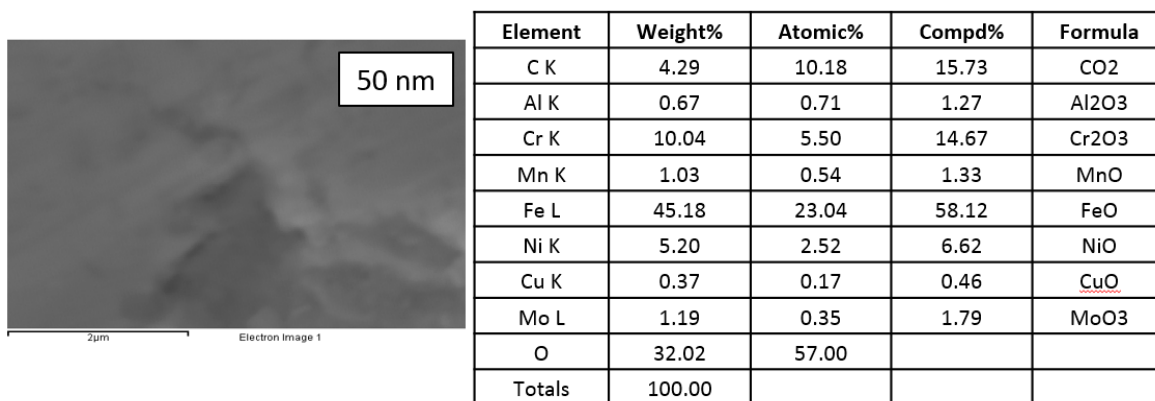 50 nm
2µm
Electron Image 1
Element Weight% Atomic% Compd% Formula
C K 4.29 10.18 15.73 CO2
Al K 0.67 0.71 1.27 Al2O3
Cr K 10.04 5.50 14.67 Cr2O3
Mn K 1.03 0.54 1.33 MnO
Fe L 45.18 23.04 58.12 FeO
Ni K 5.20 2.52 6.62 NiO
Cu K 0.37 0.17 0.46 CuO
Mo L 1.19 0.35 1.79 MoO3
O 32.02 57.00
Totals 100.00